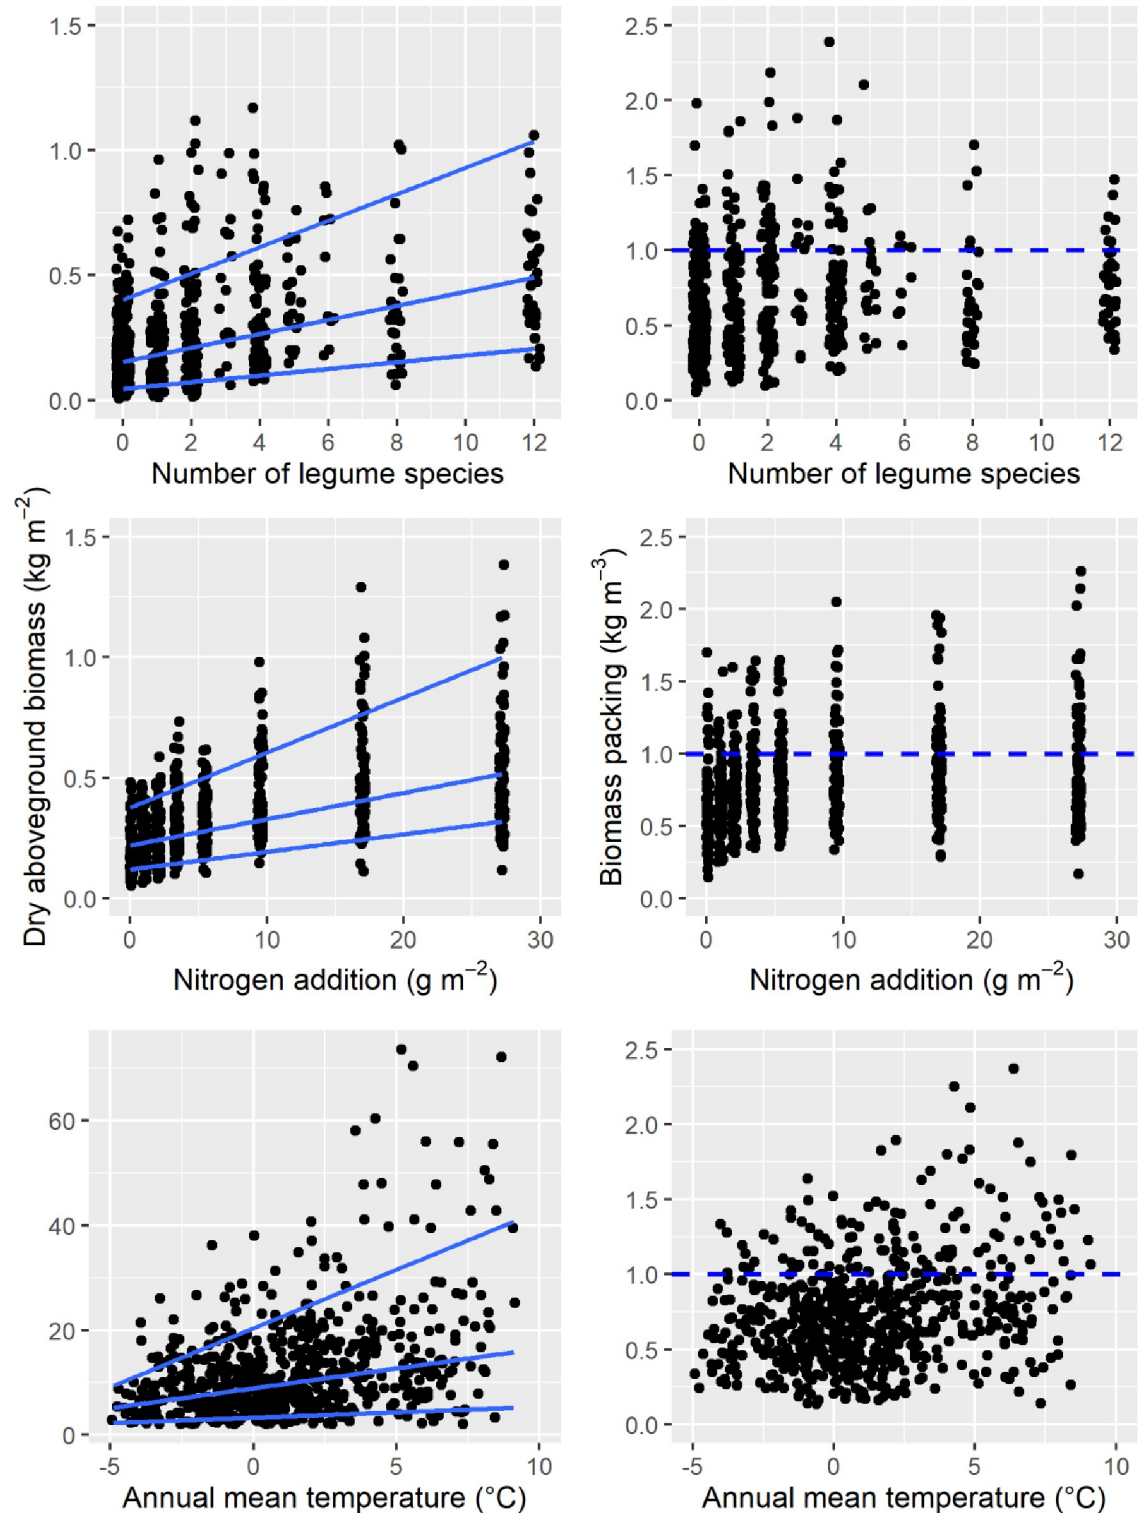 1.5
1.0
0.5
0.0
0 2 4 6 8 10 12
Number of legume species
2.5
2.0
1.5
1.0
0.5
0.0
0 2 4 6 8 10 12
Number of legume species
Dry aboveground biomass (kg m⁻²)
1.5
1.0
0.5
0.0
0 10 20 30
Nitrogen addition (g m⁻²)
Biomass packing (kg m⁻³)
2.5
2.0
1.5
1.0
0.5
0.0
0 10 20 30
Nitrogen addition (g m⁻²)
60
40
20
0
-5 0 5 10
Annual mean temperature (°C)
2.5
2.0
1.5
1.0
0.5
0.0
-5 0 5 10
Annual mean temperature (°C)